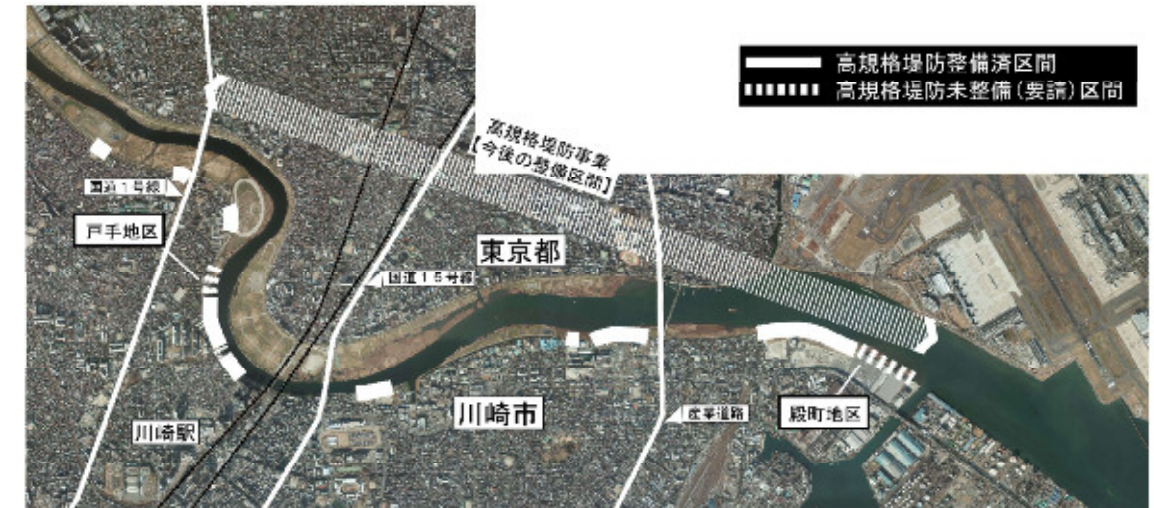 高規格堤防整備済区間
高規格堤防未整備(要請)区間
高規格堤防事業
【今後の整備区間】
国道1号線
戸手地区
東京都
国道15号線
川崎市
川崎駅
産業道路
殿町地区